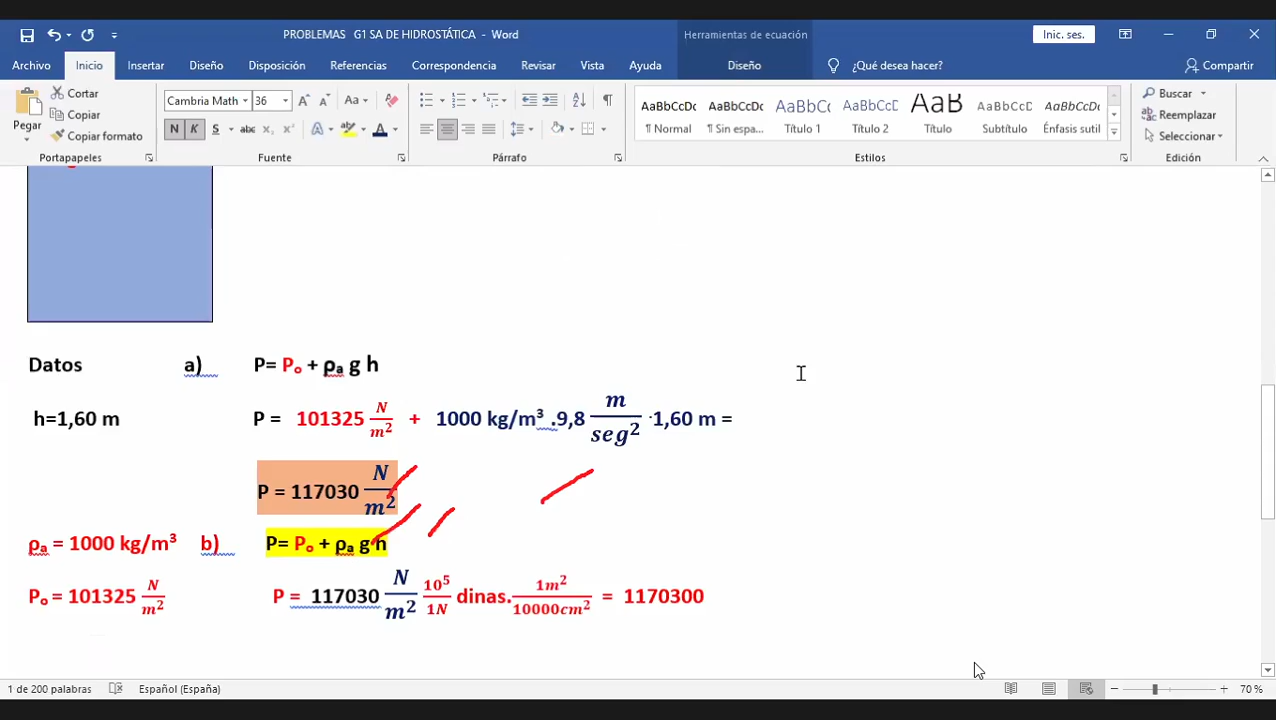 PROBLEMAS G1 SA DE HIDROSTÁTICA - Word
Herramientas de ecuación
Inic. ses.
Archivo Inicio Insertar Diseño Disposición Referencias Correspondencia Revisar Vista Ayuda Diseño ¿Qué desea hacer? Compartir
Pegar
Cortar
Copiar
Copiar formato
Portapapeles
Cambria Math 36
N K S abc x₂ x²
Fuente
Párrafo
AaBbCcDc AaBbCcDc AaBbCc AaBbCcC AaB AaBbCcD AaBbCcDc
¶ Normal ¶ Sin espa... Título 1 Título 2 Título Subtítulo Énfasis sutil
Estilos
Buscar
Reemplazar
Seleccionar
Edición
Datos a) P= Pₒ + ρₐ g h
h=1,60 m P = 101325 N/m² + 1000 kg/m³ .9,8 m/seg² ·1,60 m =
P = 117030 N/m²
ρₐ = 1000 kg/m³ b) P= Pₒ + ρₐ g h
Pₒ = 101325 N/m² P = 117030 N/m² 10⁵/1N dinas. 1m²/10000cm² = 1170300
1 de 200 palabras Español (España) 70 %